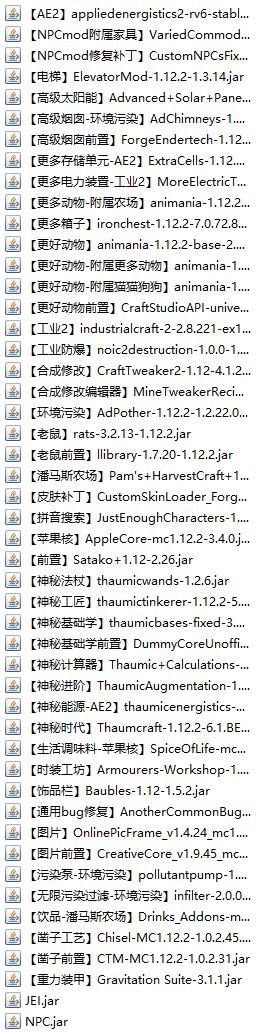 【AE2】appliedenergistics2-rv6-stabl...
【NPCmod附属家具】VariedCommod...
【NPCmod修复补丁】CustomNPCsFix...
【电梯】ElevatorMod-1.12.2-1.3.14.jar
【高级太阳能】Advanced+Solar+Pane...
【高级烟囱-环境污染】AdChimneys-1....
【高级烟囱前置】ForgeEndertech-1.12...
【更多存储单元-AE2】ExtraCells-1.12....
【更多电力装置-工业2】MoreElectricT...
【更多动物-附属农场】animania-1.12.2...
【更多箱子】ironchest-1.12.2-7.0.72.8...
【更好动物】animania-1.12.2-base-2....
【更好动物-附属更多动物】animania-1....
【更好动物-附属猫猫狗狗】animania-1....
【更好动物前置】CraftStudioAPI-unive...
【工业2】industrialcraft-2-2.8.221-ex1...
【工业防爆】noic2destruction-1.0.0-1....
【合成修改】CraftTweaker2-1.12-4.1.2...
【合成修改编辑器】MineTweakerReci...
【环境污染】AdPother-1.12.2-1.2.22.0...
【老鼠】rats-3.2.13-1.12.2.jar
【老鼠前置】llibrary-1.7.20-1.12.2.jar
【潘马斯农场】Pam's+HarvestCraft+1...
【皮肤补丁】CustomSkinLoader_Forg...
【拼音搜索】JustEnoughCharacters-1....
【苹果核】AppleCore-mc1.12.2-3.4.0.j...
【前置】Satako+1.12-2.26.jar
【神秘法杖】thaumicwands-1.2.6.jar
【神秘工匠】thaumictinkerer-1.12.2-5....
【神秘基础学】thaumicbases-fixed-3....
【神秘基础学前置】DummyCoreUnoffi...
【神秘计算器】Thaumic+Calculations-...
【神秘进阶】ThaumicAugmentation-1....
【神秘能源-AE2】thaumicenergistics-...
【神秘时代】Thaumcraft-1.12.2-6.1.BE...
【生活调味料-苹果核】SpiceOfLife-mc...
【时装工坊】Armourers-Workshop-1....
【饰品栏】Baubles-1.12-1.5.2.jar
【通用bug修复】AnotherCommonBug...
【图片】OnlinePicFrame_v1.4.24_mc1....
【图片前置】CreativeCore_v1.9.45_mc...
【污染泵-环境污染】pollutantpump-1....
【无限污染过滤-环境污染】infilter-2.0.0...
【饮品-潘马斯农场】Drinks_Addons-m...
【凿子工艺】Chisel-MC1.12.2-1.0.2.45....
【凿子前置】CTM-MC1.12.2-1.0.2.31.jar
【重力装甲】Gravitation Suite-3.1.1.jar
JEI.jar
NPC.jar